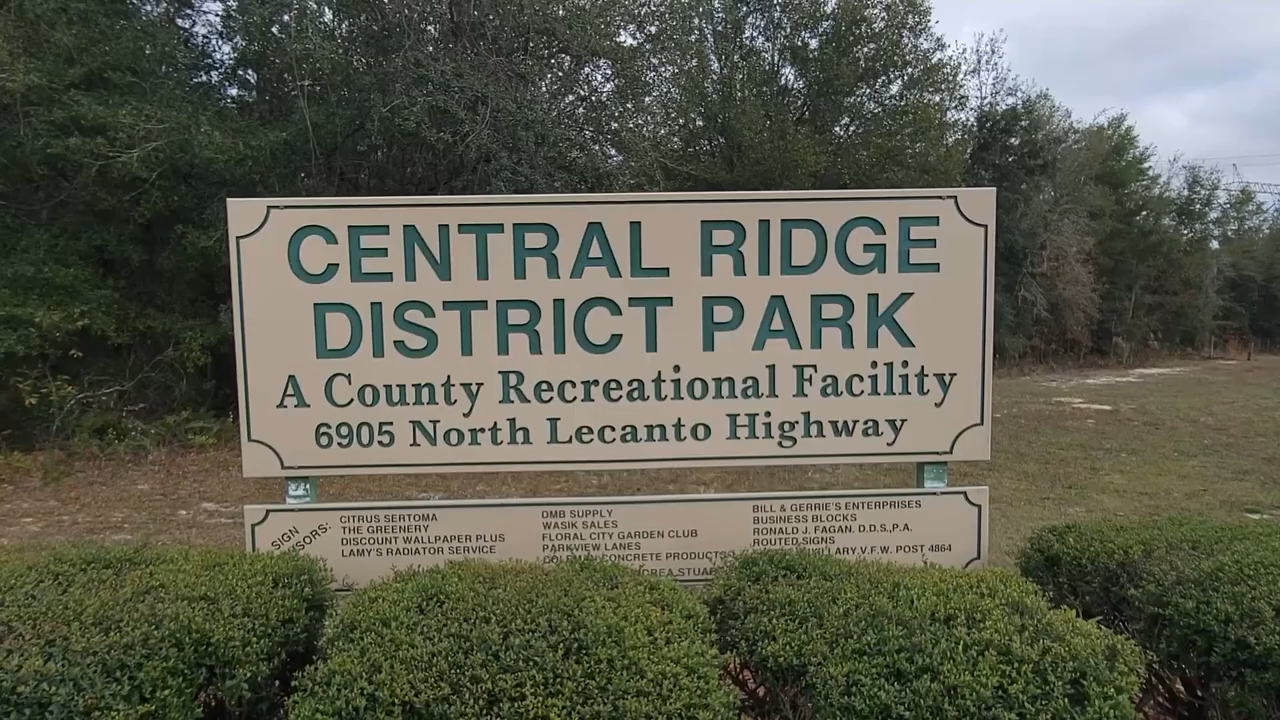 CENTRAL RIDGE
DISTRICT PARK
A County Recreational Facility
6905 North Lecanto Highway
SIGN
CITRUS SERTOMA
THE GREENERY
DISCOUNT WALLPAPER PLUS
LAMY'S RADIATOR SERVICE
DMB SUPPLY
WASIK SALES
FLORAL CITY GARDEN CLUB
PARKVIEW LANES
CONCRETE PRODUCTS
BILL & GERRIE'S ENTERPRISES
BUSINESS BLOCKS
RONALD J. FAGAN. D.D.S.,P.A.
ROUTED SIGNS
V.F.W. POST 4864